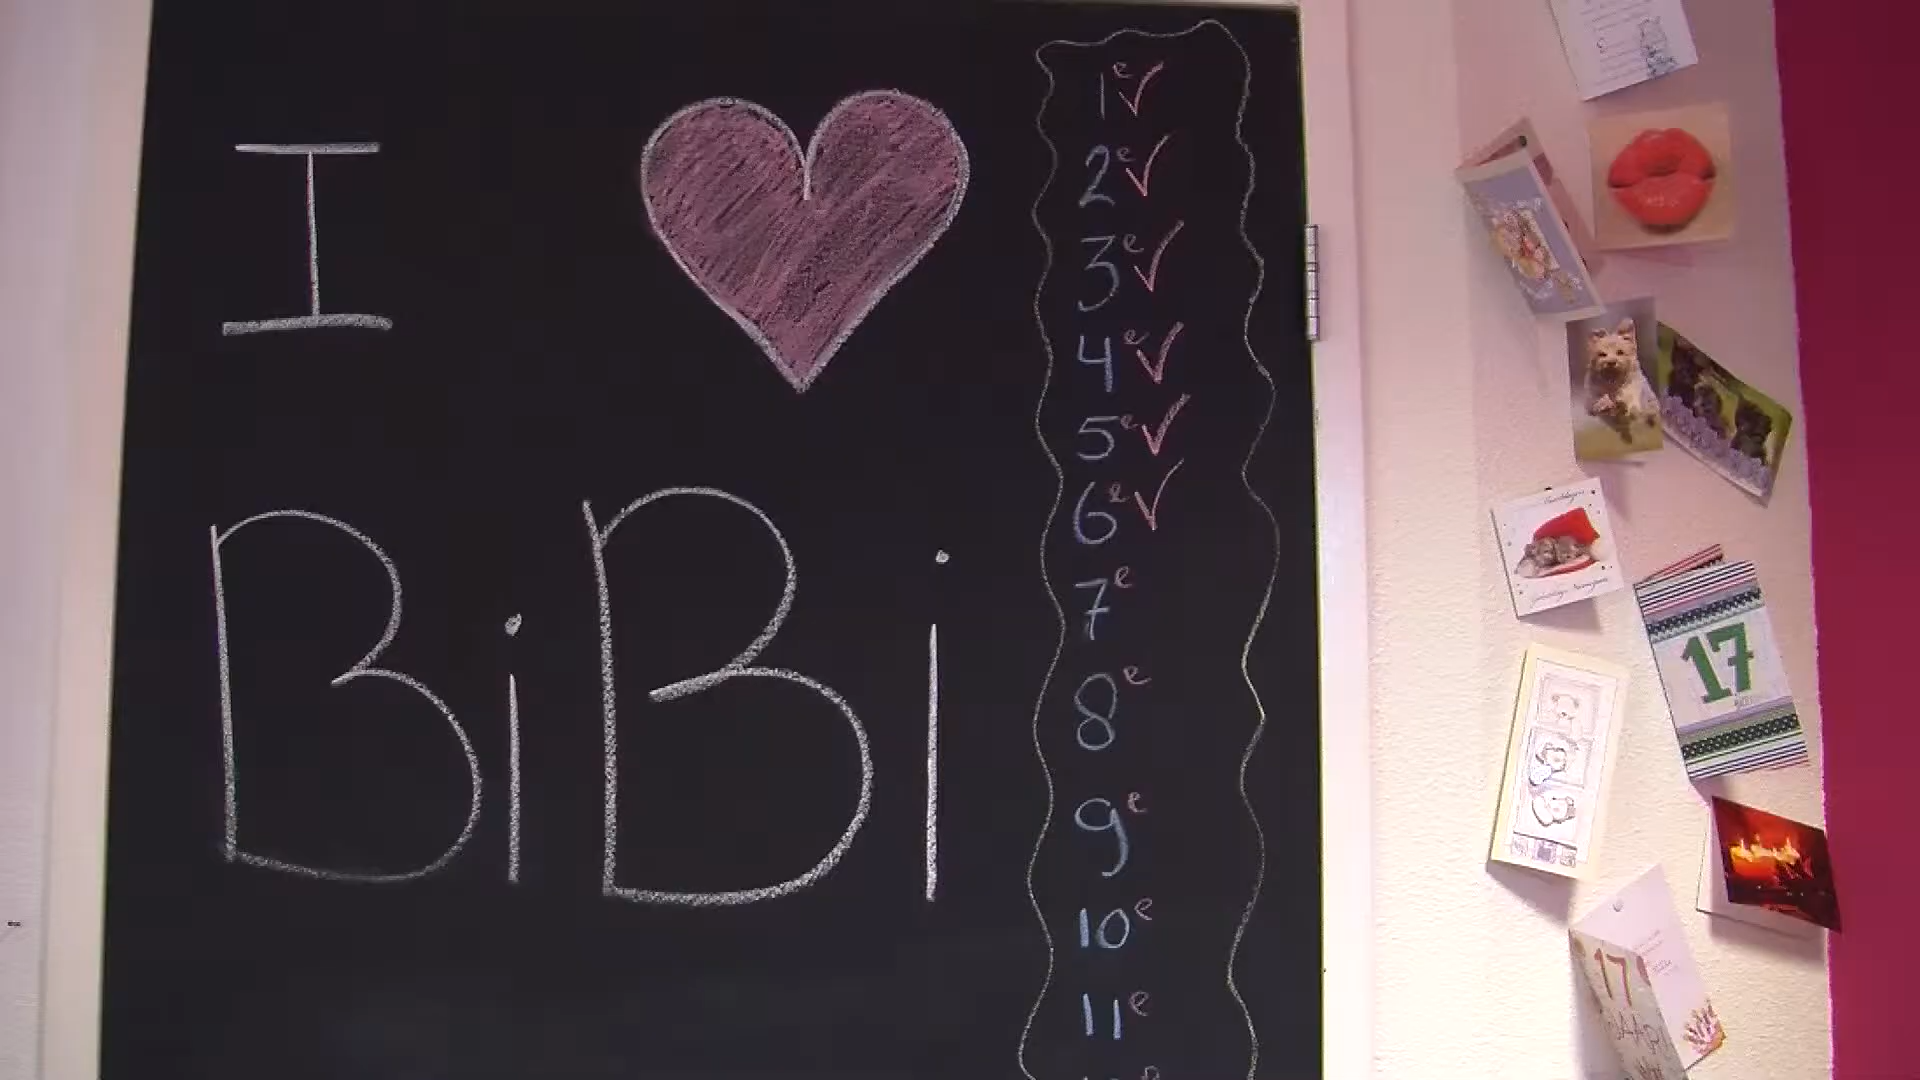 I ♥
BiBi
1e ✓
2e ✓
3e ✓
4e ✓
5e ✓
6e ✓
7e
8e
9e
10e
11e
17
17